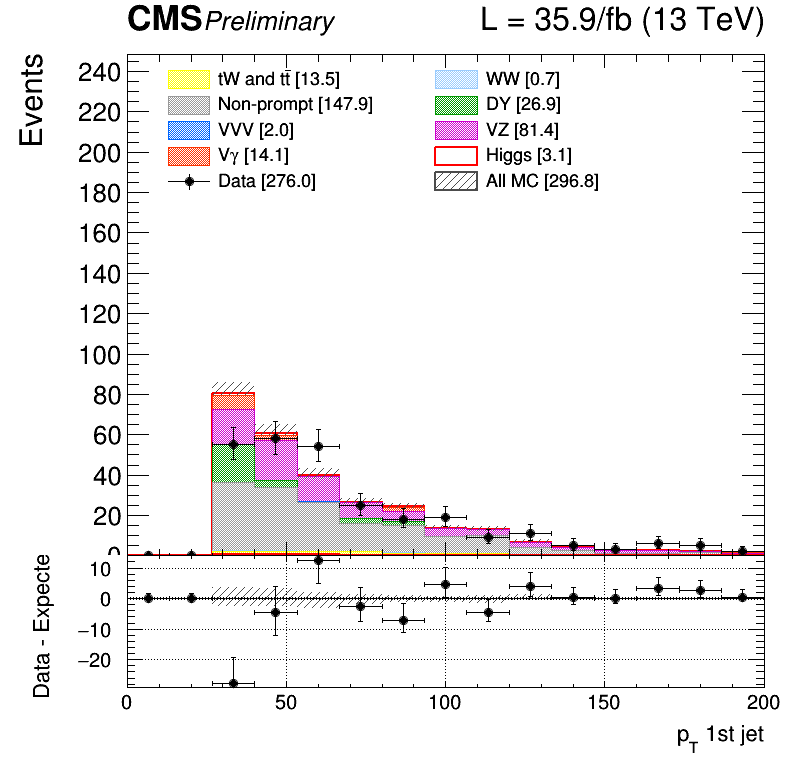 CMS Preliminary L = 35.9/fb (13 TeV)
Events
240
220
200
180
160
140
120
100
80
60
40
20
0
tW and tt̄ [13.5]
Non-prompt [147.9]
VVV [2.0]
Vγ [14.1]
Data [276.0]
WW [0.7]
DY [26.9]
VZ [81.4]
Higgs [3.1]
All MC [296.8]
Data - Expecte
10
0
−10
−20
0 50 100 150 200
p_T 1st jet